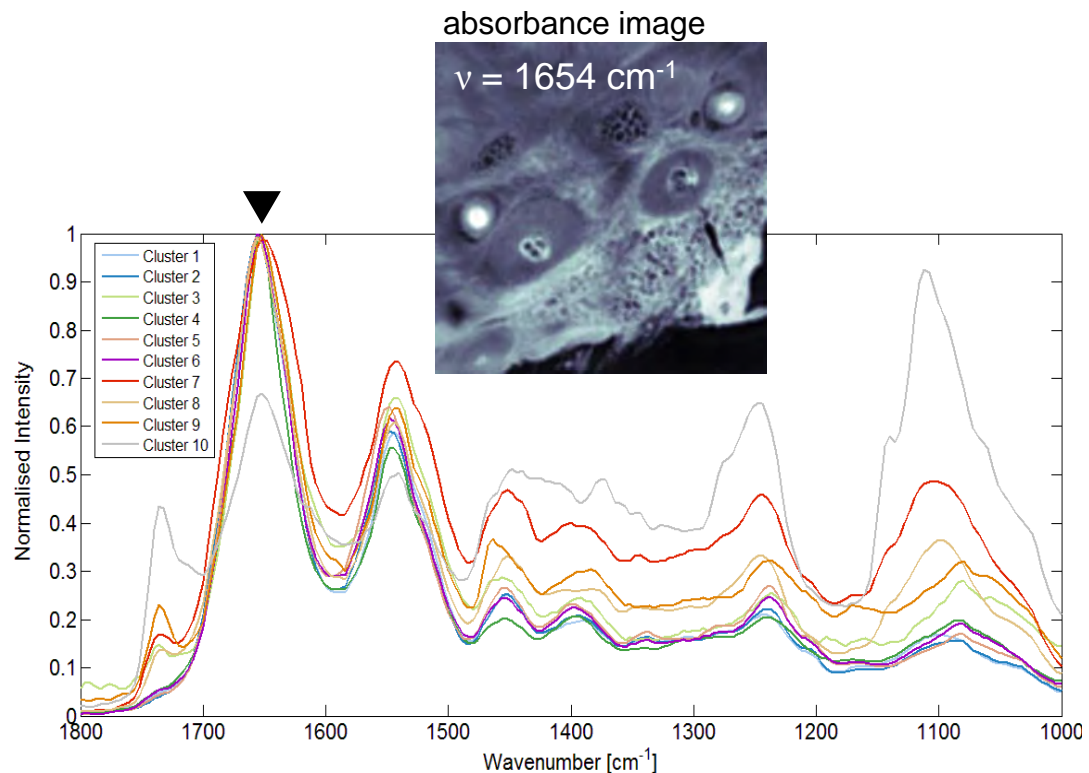 absorbance image
ν = 1654 cm-1
1
0.9
0.8
0.7
0.6
0.5
0.4
0.3
0.2
0.1
0
Normalised Intensity
Cluster 1
Cluster 2
Cluster 3
Cluster 4
Cluster 5
Cluster 6
Cluster 7
Cluster 8
Cluster 9
Cluster 10
1800 1700 1600 1500 1400 1300 1200 1100 1000
Wavenumber [cm-1]